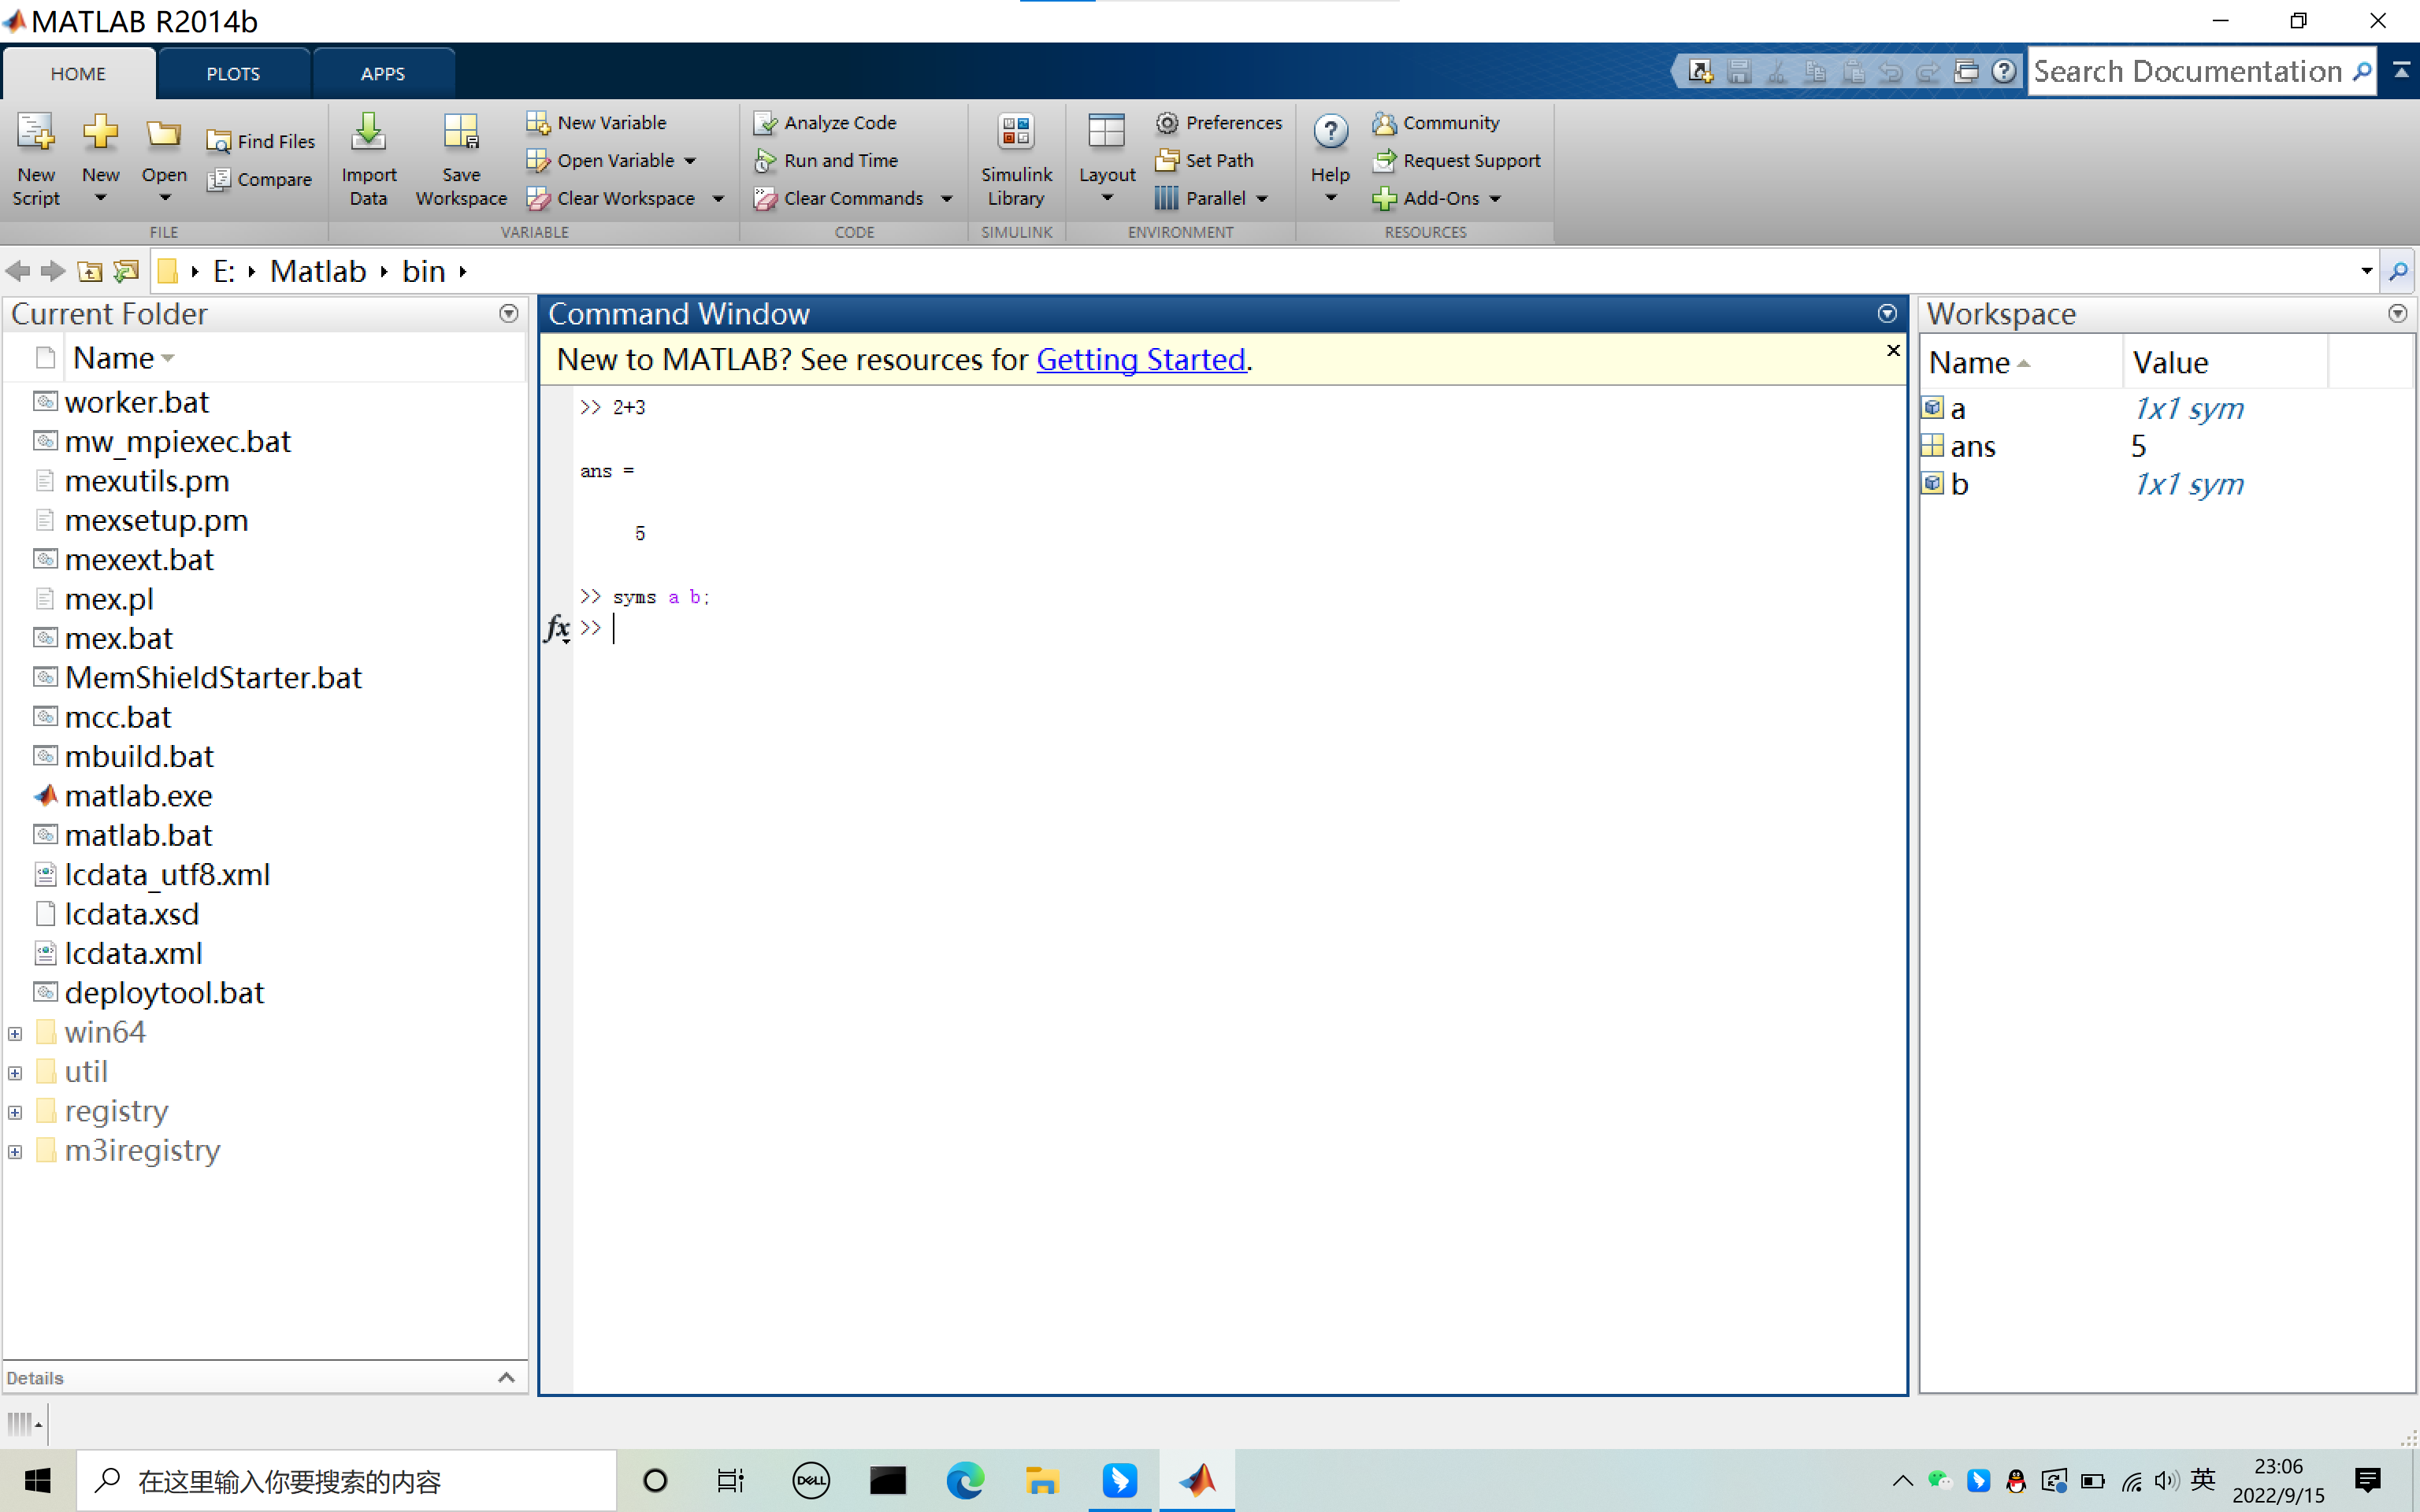 MATLAB R2014b
HOME
PLOTS
APPS
Search Documentation
New Script
New
Open
Find Files
Compare
FILE
Import Data
Save Workspace
New Variable
Open Variable
Clear Workspace
VARIABLE
Analyze Code
Run and Time
Clear Commands
CODE
Simulink Library
SIMULINK
Layout
Preferences
Set Path
Parallel
ENVIRONMENT
Help
Community
Request Support
Add-Ons
RESOURCES
E: Matlab bin
Current Folder
Name
worker.bat
mw_mpiexec.bat
mexutils.pm
mexsetup.pm
mexext.bat
mex.pl
mex.bat
MemShieldStarter.bat
mcc.bat
mbuild.bat
matlab.exe
matlab.bat
lcdata_utf8.xml
lcdata.xsd
lcdata.xml
deploytool.bat
win64
util
registry
m3iregistry
Details
Command Window
New to MATLAB? See resources for Getting Started.
>> 2+3
ans =
5
>> syms a b;
fx >>
Workspace
Name Value
a 1x1 sym
ans 5
b 1x1 sym
在这里输入你要搜索的内容
DELL
英
23:06
2022/9/15